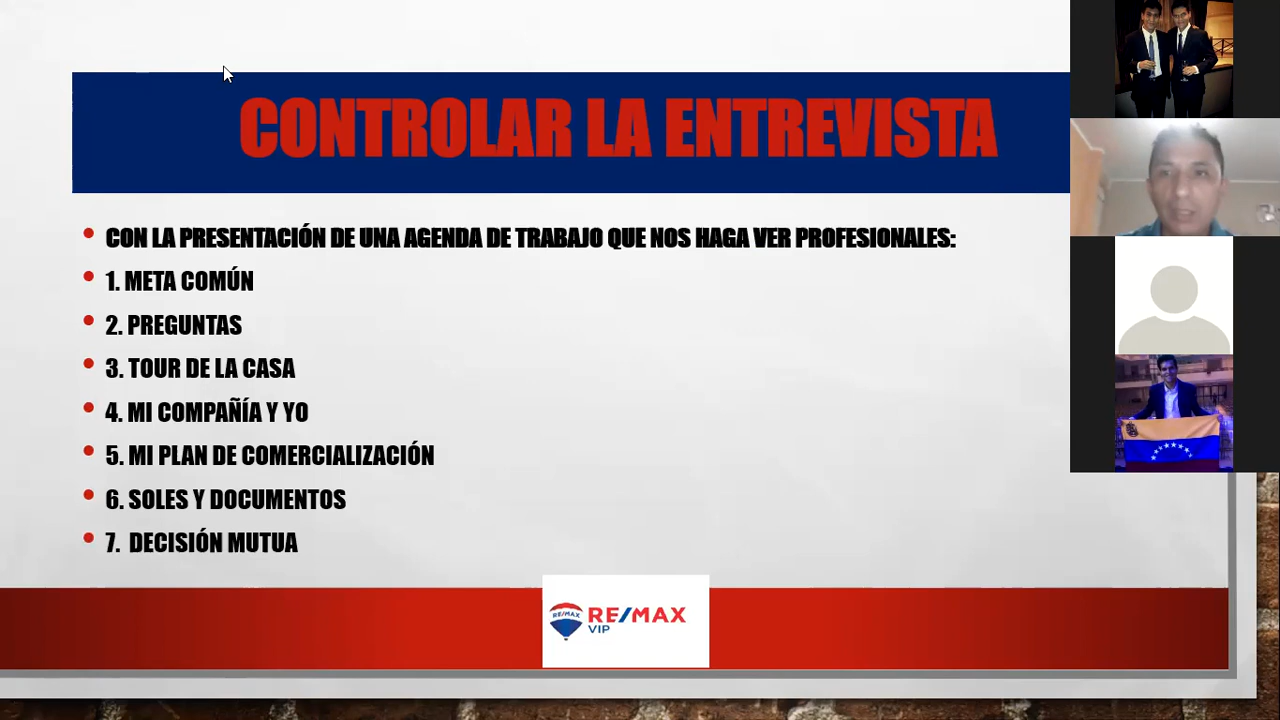 CONTROLAR LA ENTREVISTA
CON LA PRESENTACIÓN DE UNA AGENDA DE TRABAJO QUE NOS HAGA VER PROFESIONALES:
1. META COMÚN
2. PREGUNTAS
3. TOUR DE LA CASA
4. MI COMPAÑÍA Y YO
5. MI PLAN DE COMERCIALIZACIÓN
6. SOLES Y DOCUMENTOS
7. DECISIÓN MUTUA
RE/MAX
RE/MAX
VIP